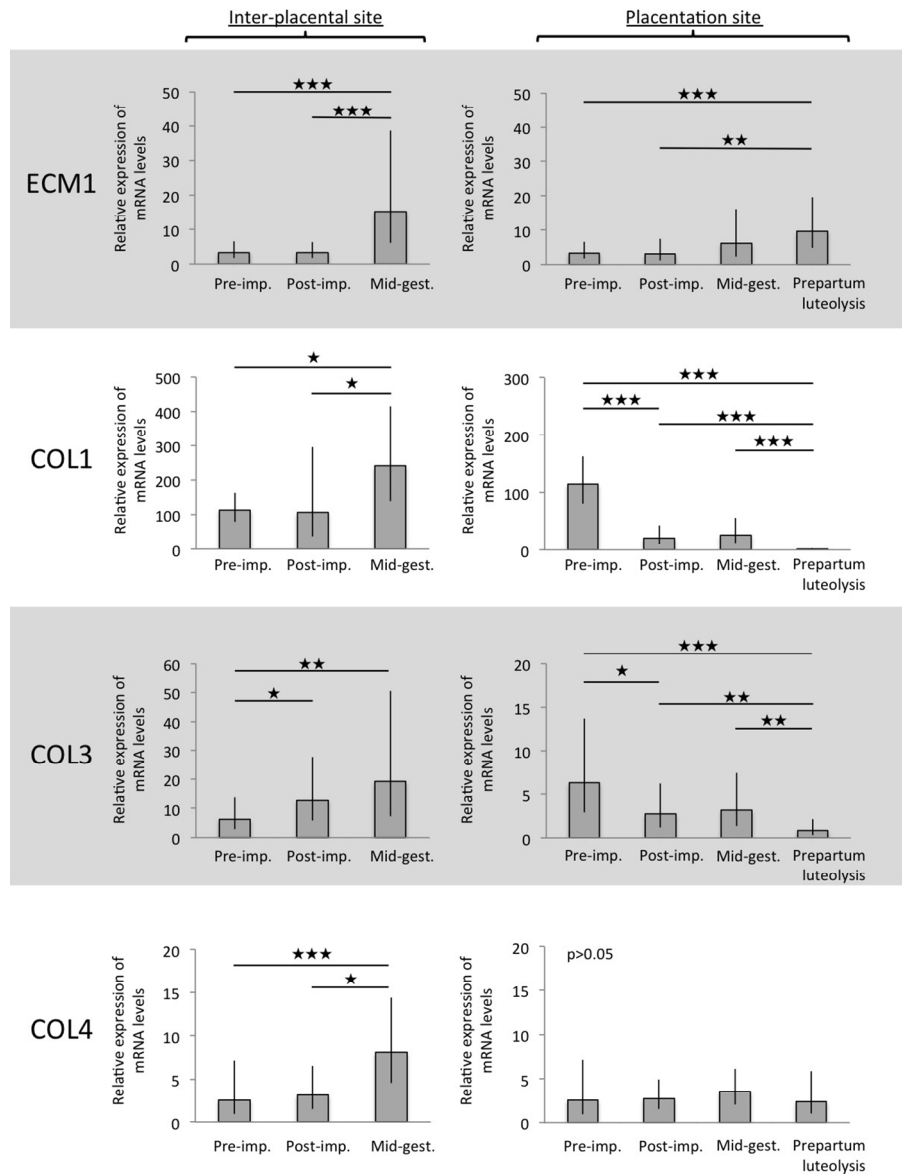 Inter-placental site
Placentation site
ECM1
Relative expression of
mRNA levels
50
40
30
20
10
0
★★★
★★★
Pre-imp. Post-imp. Mid-gest.
Relative expression of
mRNA levels
50
40
30
20
10
0
★★★
★★
Pre-imp. Post-imp. Mid-gest. Prepartum
luteolysis
COL1
Relative expression of
mRNA levels
500
400
300
200
100
0
★
★
Pre-imp. Post-imp. Mid-gest.
Relative expression of
mRNA levels
300
200
100
0
★★★
★★★
★★★
★★★
Pre-imp. Post-imp. Mid-gest. Prepartum
luteolysis
COL3
Relative expression of
mRNA levels
60
50
40
30
20
10
0
★★
★
Pre-imp. Post-imp. Mid-gest.
Relative expression of
mRNA levels
20
15
10
5
0
★★★
★
★★
★★
Pre-imp. Post-imp. Mid-gest. Prepartum
luteolysis
COL4
Relative expression of
mRNA levels
20
15
10
5
0
★★★
★
Pre-imp. Post-imp. Mid-gest.
Relative expression of
mRNA levels
20
15
10
5
0
p>0.05
Pre-imp. Post-imp. Mid-gest. Prepartum
luteolysis